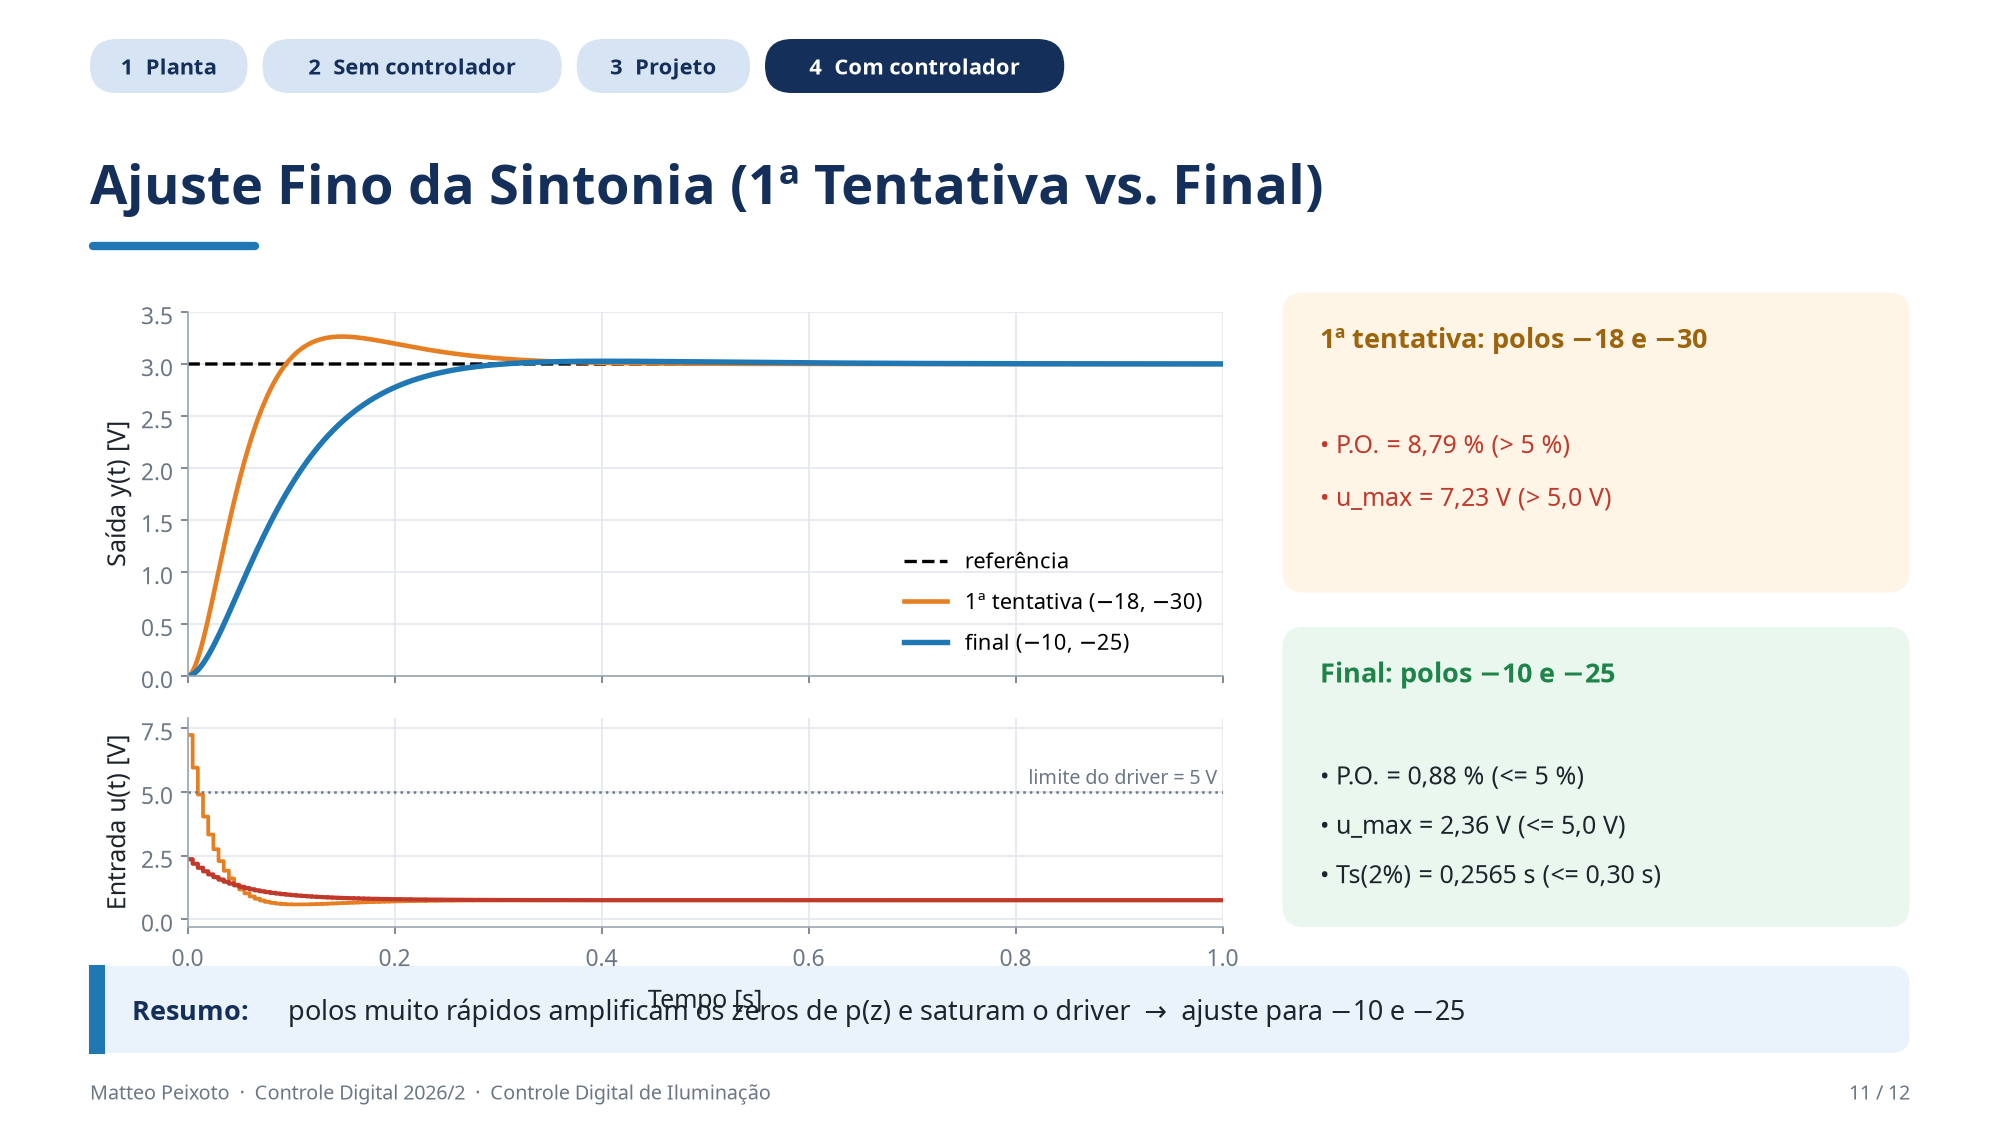 1 Planta
2 Sem controlador
3 Projeto
4 Com controlador
Ajuste Fino da Sintonia (1ª Tentativa vs. Final)
Saída y(t) [V]
3.5
3.0
2.5
2.0
1.5
1.0
0.5
0.0
referência
1ª tentativa (−18, −30)
final (−10, −25)
Entrada u(t) [V]
7.5
5.0
2.5
0.0
limite do driver = 5 V
0.0 0.2 0.4 0.6 0.8 1.0
Tempo [s]
1ª tentativa: polos −18 e −30
• P.O. = 8,79 % (> 5 %)
• u_max = 7,23 V (> 5,0 V)
Final: polos −10 e −25
• P.O. = 0,88 % (<= 5 %)
• u_max = 2,36 V (<= 5,0 V)
• Ts(2%) = 0,2565 s (<= 0,30 s)
Resumo: polos muito rápidos amplificam os zeros de p(z) e saturam o driver → ajuste para −10 e −25
Matteo Peixoto · Controle Digital 2026/2 · Controle Digital de Iluminação
11 / 12